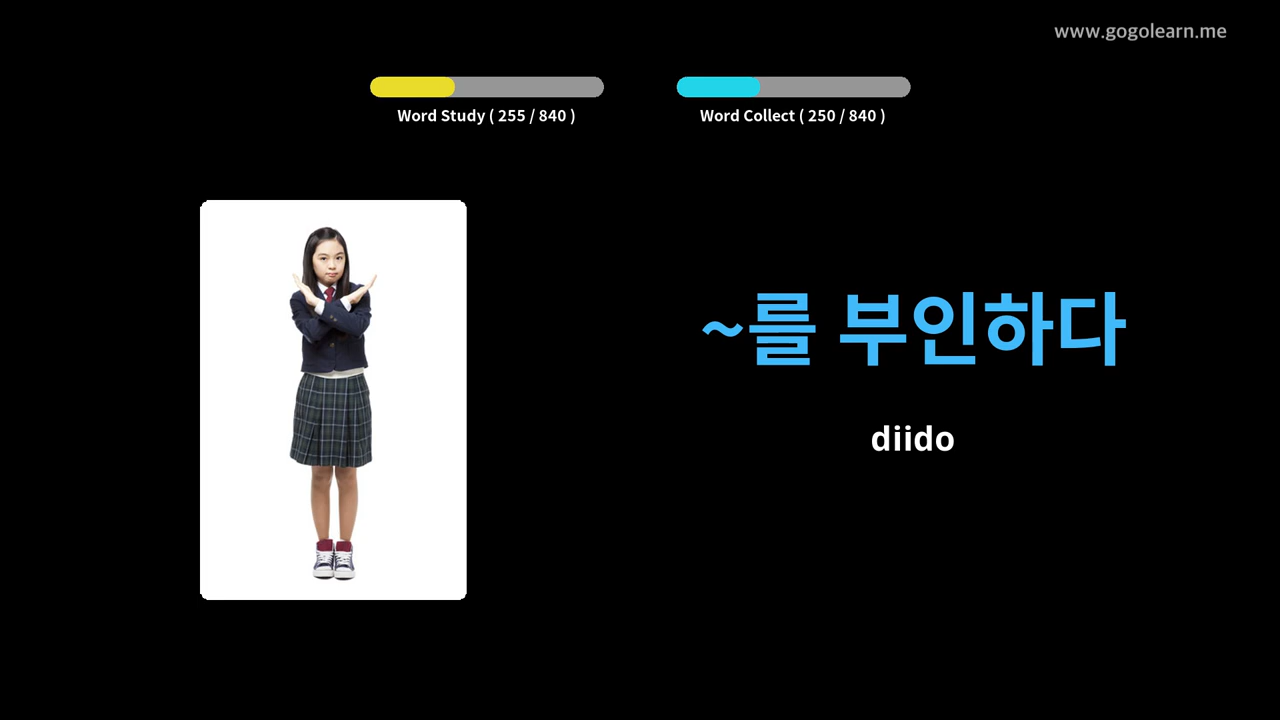 www.gogolearn.me
Word Study ( 255 / 840 )
Word Collect ( 250 / 840 )
~를 부인하다
diido